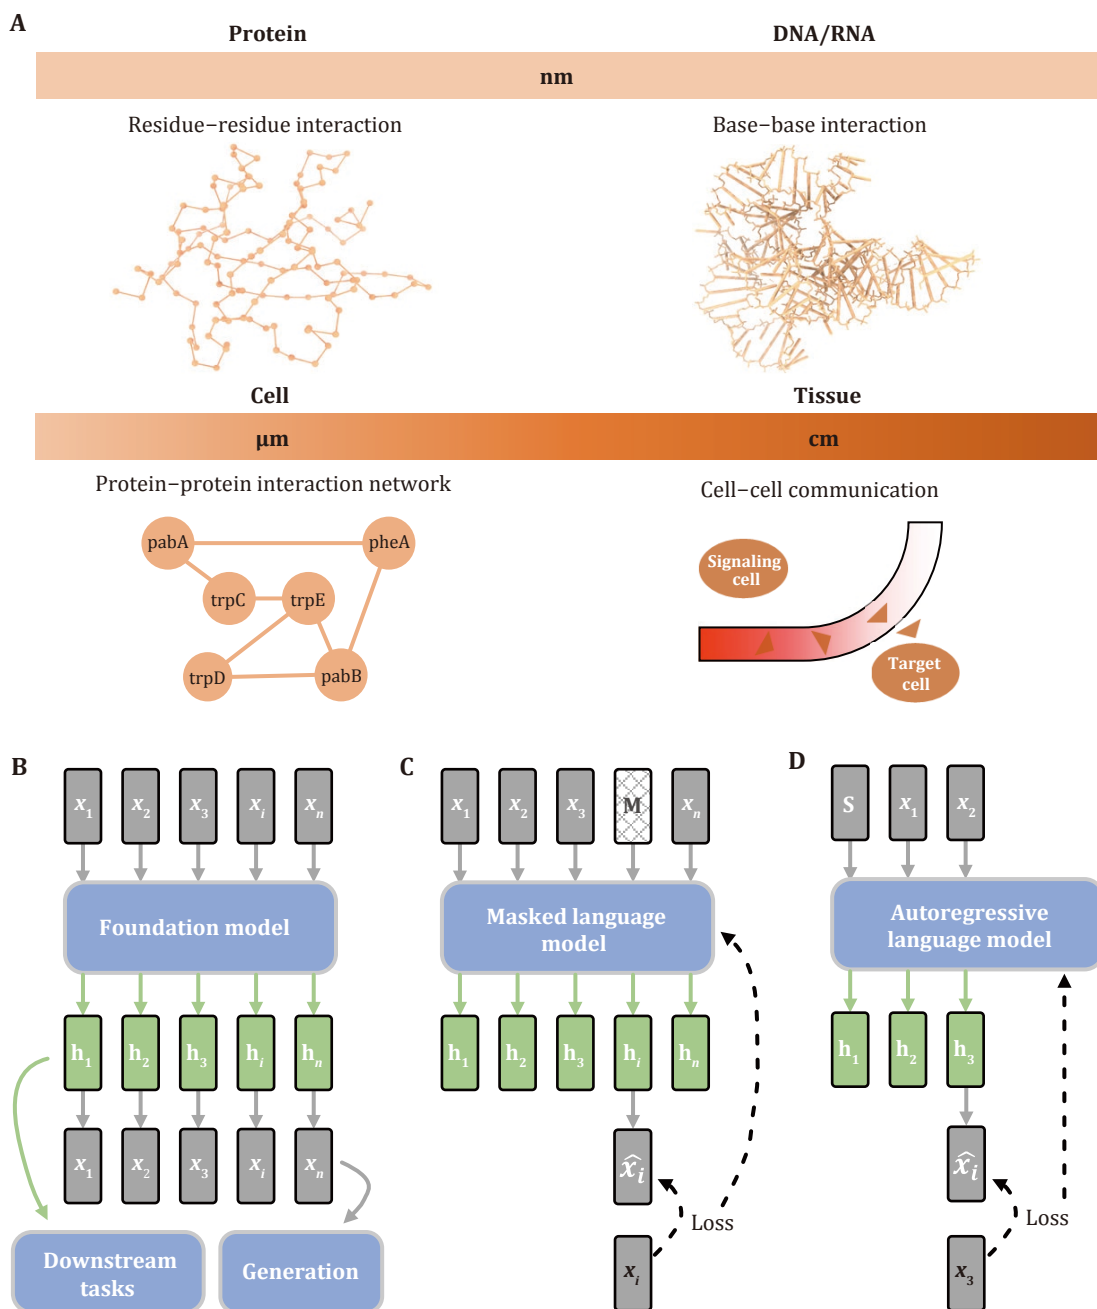 A
Protein
DNA/RNA
nm
Residue–residue interaction
Base–base interaction
Cell
Tissue
μm
cm
Protein–protein interaction network
Cell–cell communication
pabA
pheA
trpC
trpE
trpD
pabB
Signaling
cell
Target
cell
B
x₁ x₂ x₃ xᵢ xₙ
Foundation model
h₁ h₂ h₃ hᵢ hₙ
x₁ x₂ x₃ xᵢ xₙ
Downstream
tasks
Generation
C
x₁ x₂ x₃ M xₙ
Masked language
model
h₁ h₂ h₃ hᵢ hₙ
x̂ᵢ
Loss
xᵢ
D
S x₁ x₂
Autoregressive
language model
h₁ h₂ h₃
x̂ᵢ
Loss
x₃